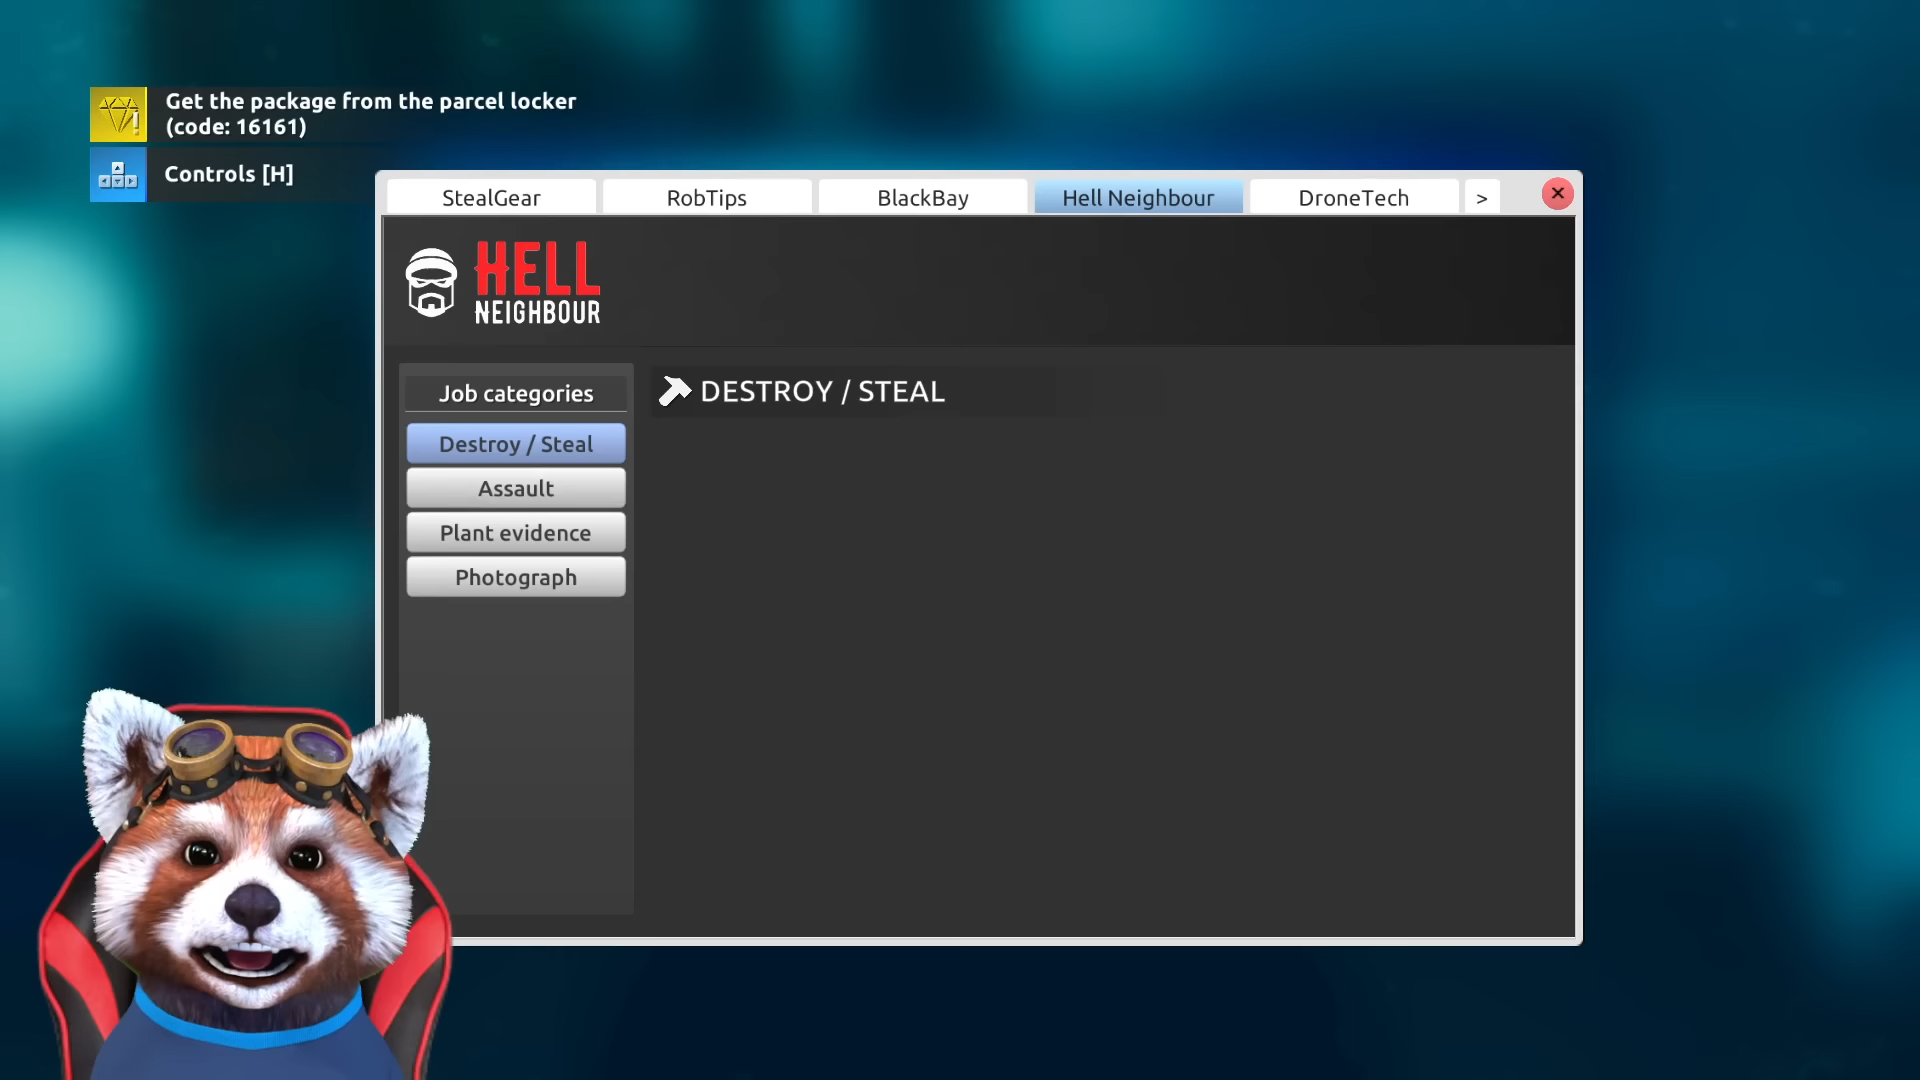 Get the package from the parcel locker
(code: 16161)
Controls [H]
StealGear
RobTips
BlackBay
Hell Neighbour
DroneTech
>
HELL
NEIGHBOUR
Job categories
Destroy / Steal
Assault
Plant evidence
Photograph
DESTROY / STEAL